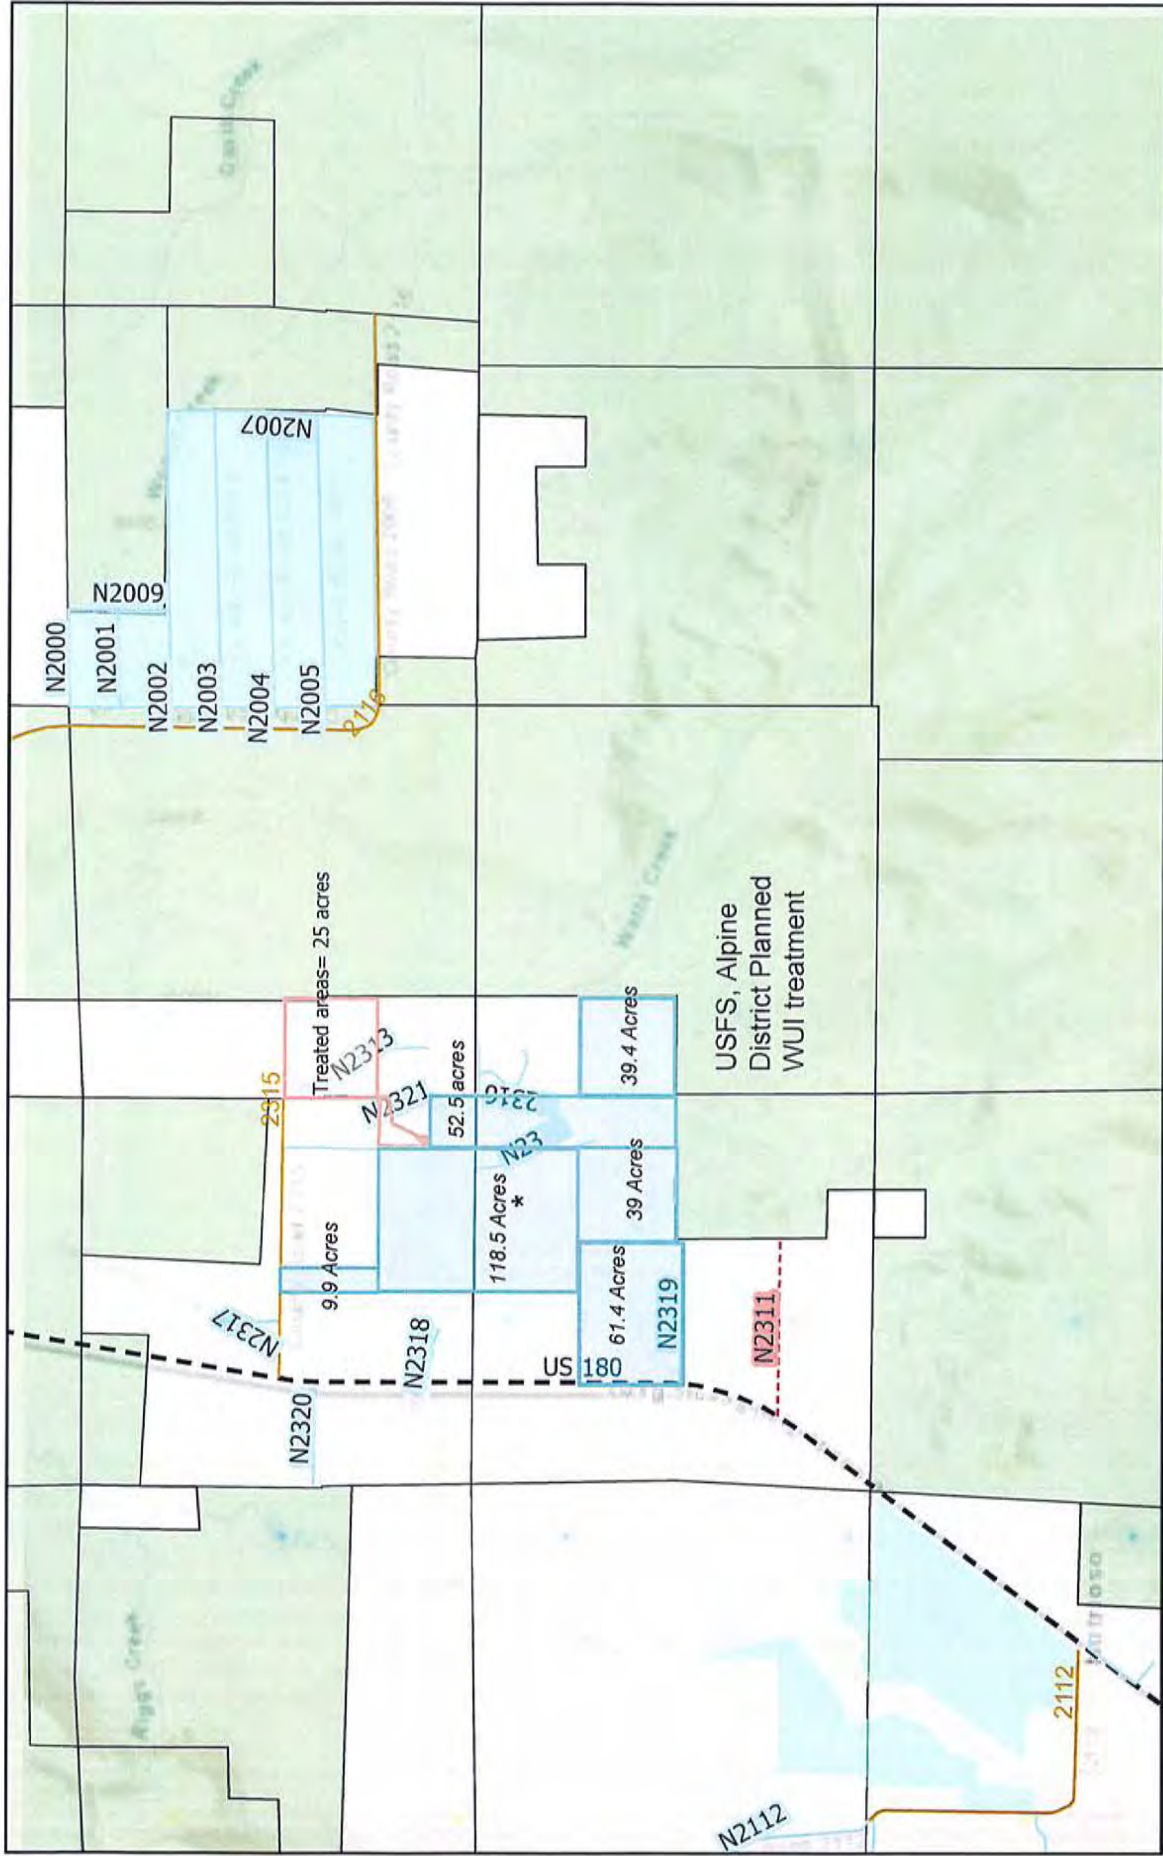 N2000
N2001
N2009
N2002
N2003
N2004
N2005
N2007
2116
Treated areas= 25 acres
2315
N2313
N2321
52.5 acres
N23
39.4 Acres
9.9 Acres
118.5 Acres
*
39 Acres
61.4 Acres
N2317
N2318
N2319
N2320
US 180
N2311
USFS, Alpine
District Planned
WUI treatment
Watts Creek
Riggs Creek
2112
N2112